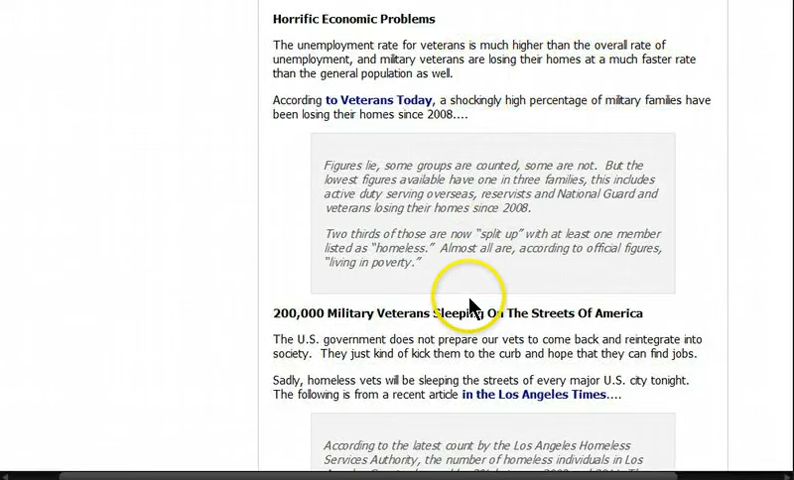 Horrific Economic Problems
The unemployment rate for veterans is much higher than the overall rate of
unemployment, and military veterans are losing their homes at a much faster rate
than the general population as well.
According to Veterans Today, a shockingly high percentage of military families have
been losing their homes since 2008....
Figures lie, some groups are counted, some are not. But the
lowest figures available have one in three families, this includes
active duty serving overseas, reservists and National Guard and
veterans losing their homes since 2008.
Two thirds of those are now “split up” with at least one member
listed as “homeless.” Almost all are, according to official figures,
“living in poverty.”
200,000 Military Veterans Sleeping On The Streets Of America
The U.S. government does not prepare our vets to come back and reintegrate into
society. They just kind of kick them to the curb and hope that they can find jobs.
Sadly, homeless vets will be sleeping the streets of every major U.S. city tonight.
The following is from a recent article in the Los Angeles Times....
According to the latest count by the Los Angeles Homeless
Services Authority, the number of homeless individuals in Los